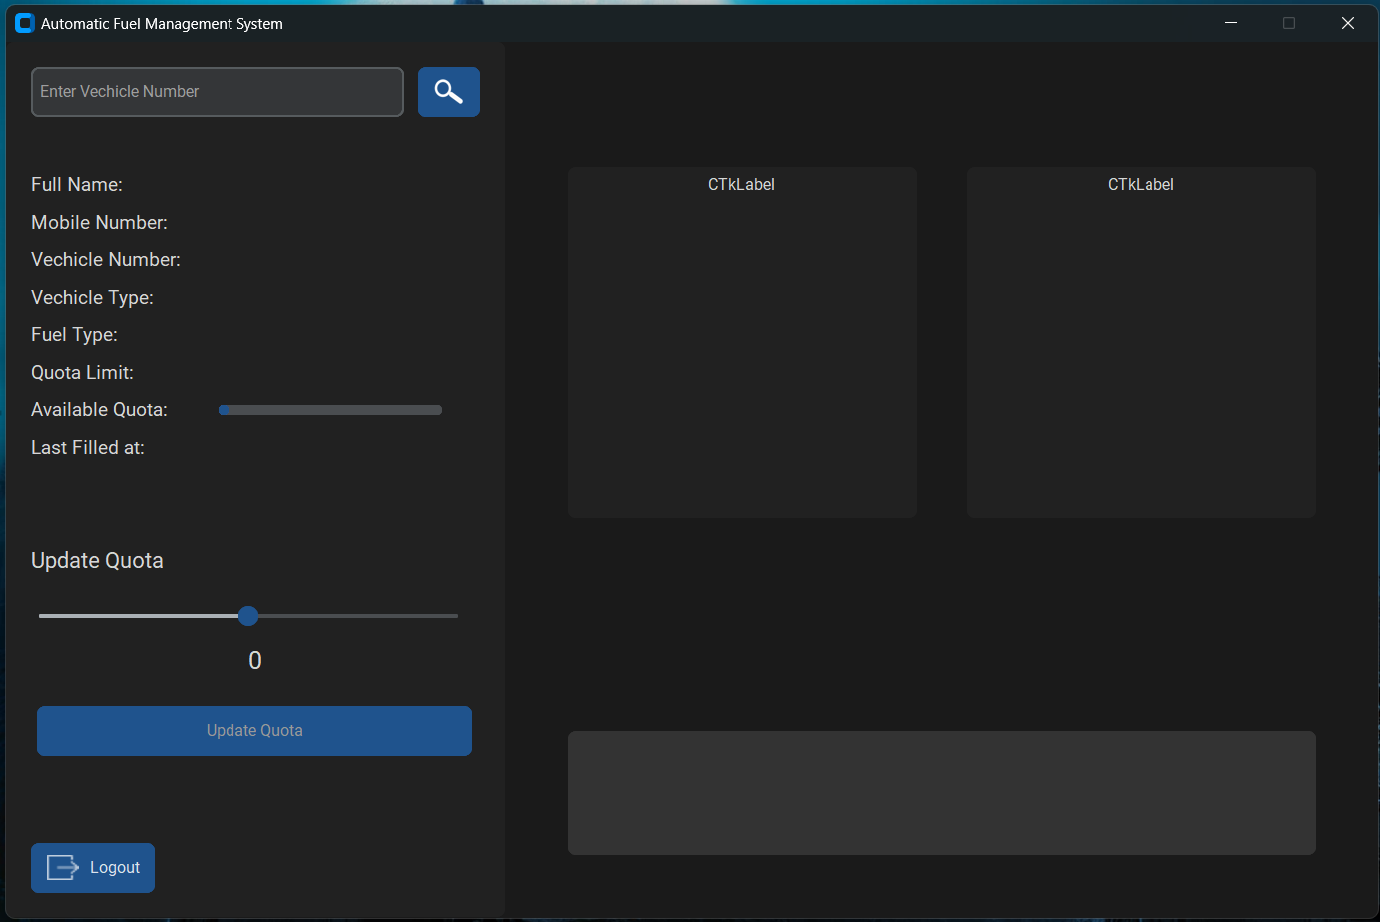 Automatic Fuel Management System
Enter Vechicle Number
Full Name:
Mobile Number:
Vechicle Number:
Vechicle Type:
Fuel Type:
Quota Limit:
Available Quota:
Last Filled at:
Update Quota
0
Update Quota
Logout
CTkLabel
CTkLabel